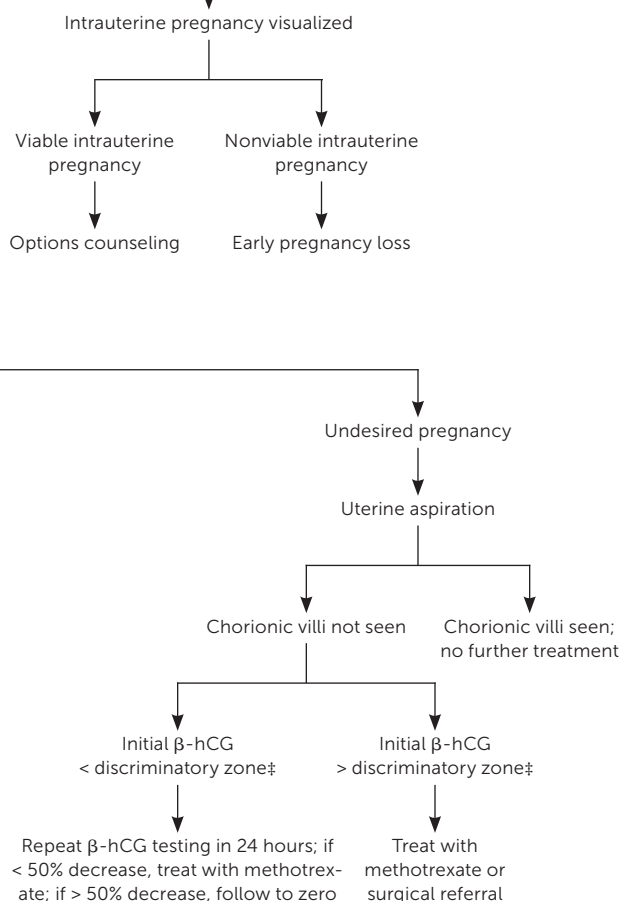 Intrauterine pregnancy visualized
Viable intrauterine
pregnancy
Nonviable intrauterine
pregnancy
Options counseling
Early pregnancy loss
Undesired pregnancy
Uterine aspiration
Chorionic villi not seen
Chorionic villi seen;
no further treatment
Initial β-hCG
< discriminatory zone‡
Initial β-hCG
> discriminatory zone‡
Repeat β-hCG testing in 24 hours; if
< 50% decrease, treat with methotrex-
ate; if > 50% decrease, follow to zero
Treat with
methotrexate or
surgical referral